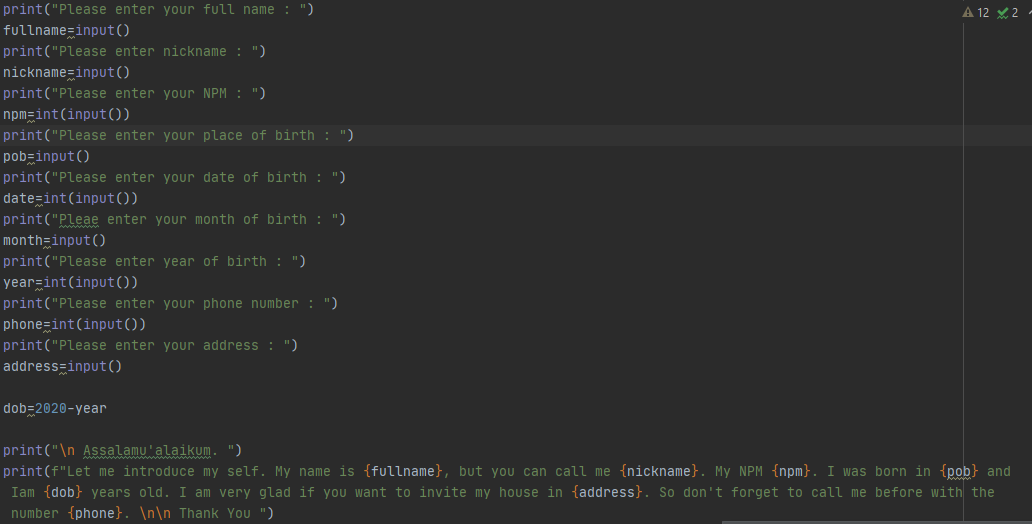 print("Please enter your full name : ")
fullname=input()
print("Please enter nickname : ")
nickname=input()
print("Please enter your NPM : ")
npm=int(input())
print("Please enter your place of birth : ")
pob=input()
print("Please enter your date of birth : ")
date=int(input())
print("Pleae enter your month of birth : ")
month=input()
print("Please enter year of birth : ")
year=int(input())
print("Please enter your phone number : ")
phone=int(input())
print("Please enter your address : ")
address=input()
dob=2020-year
print("\n Assalamu'alaikum. ")
print(f"Let me introduce my self. My name is {fullname}, but you can call me {nickname}. My NPM {npm}. I was born in {pob} and
Iam {dob} years old. I am very glad if you want to invite my house in {address}. So don't forget to call me before with the
number {phone}. \n\n Thank You ")
12 2